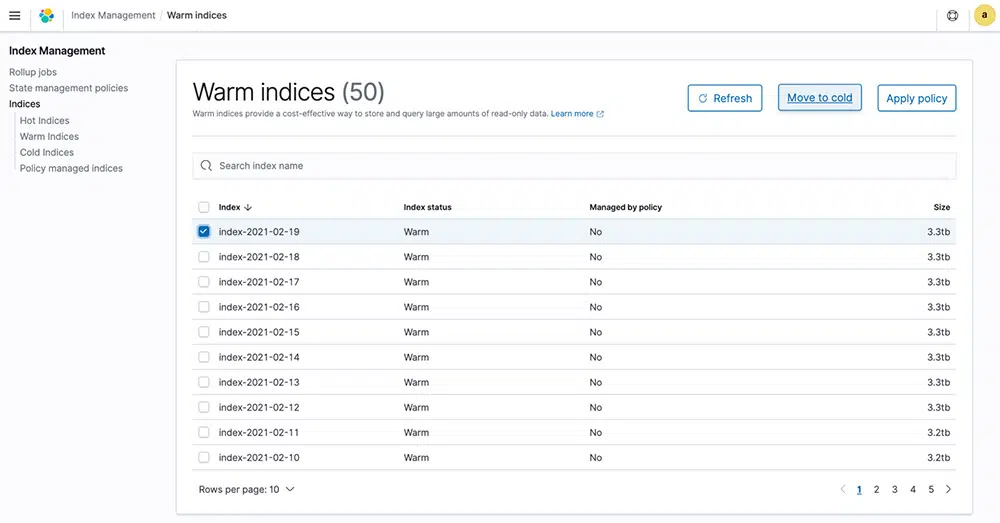 Index Management / Warm indices
a
Index Management
Rollup jobs
State management policies
Indices
Hot Indices
Warm Indices
Cold Indices
Policy managed indices
Warm indices (50)
Refresh
Move to cold
Apply policy
Warm indices provide a cost-effective way to store and query large amounts of read-only data. Learn more
Search index name
Index Index status Managed by policy Size
index-2021-02-19 Warm No 3.3tb
index-2021-02-18 Warm No 3.3tb
index-2021-02-17 Warm No 3.3tb
index-2021-02-16 Warm No 3.3tb
index-2021-02-15 Warm No 3.3tb
index-2021-02-14 Warm No 3.3tb
index-2021-02-13 Warm No 3.3tb
index-2021-02-12 Warm No 3.3tb
index-2021-02-11 Warm No 3.2tb
index-2021-02-10 Warm No 3.2tb
Rows per page: 10
1 2 3 4 5